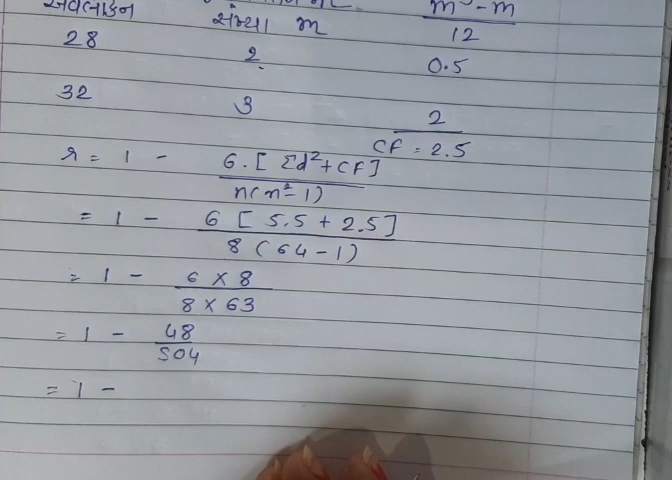 અવલોકન m³-m
સંખ્યા m 12
28 2 0.5
32 3 2
CF = 2.5
r = 1 - 6.[Σd²+CF] / n(n²-1)
= 1 - 6[5.5+2.5] / 8(64-1)
= 1 - 6×8 / 8×63
= 1 - 48/504
= 1 -